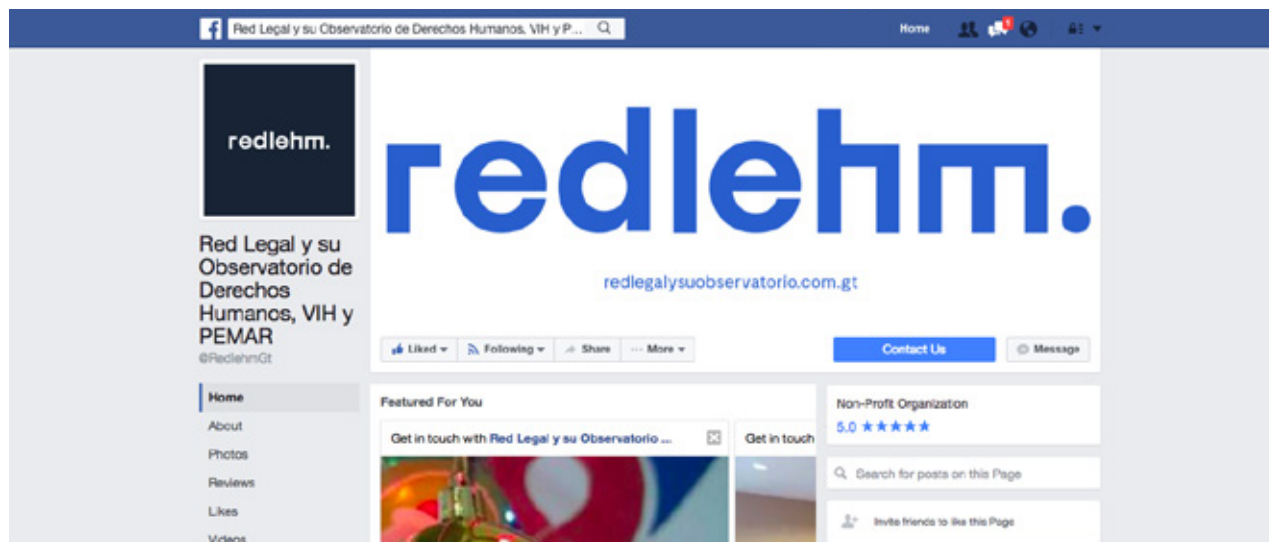 Red Legal y su Observatorio de Derechos Humanos, VIH y P...
Home
redlehm.
redlehm.
redlegalysuobservatorio.com.gt
Red Legal y su
Observatorio de
Derechos
Humanos, VIH y
PEMAR
@RedlehmGt
Liked
Following
Share
More
Contact Us
Message
Home
About
Photos
Reviews
Likes
Videos
Featured For You
Get in touch with Red Legal y su Observatorio ...
Get in touch
Non-Profit Organization
5.0 ★★★★★
Search for posts on this Page
Invite friends to like this Page